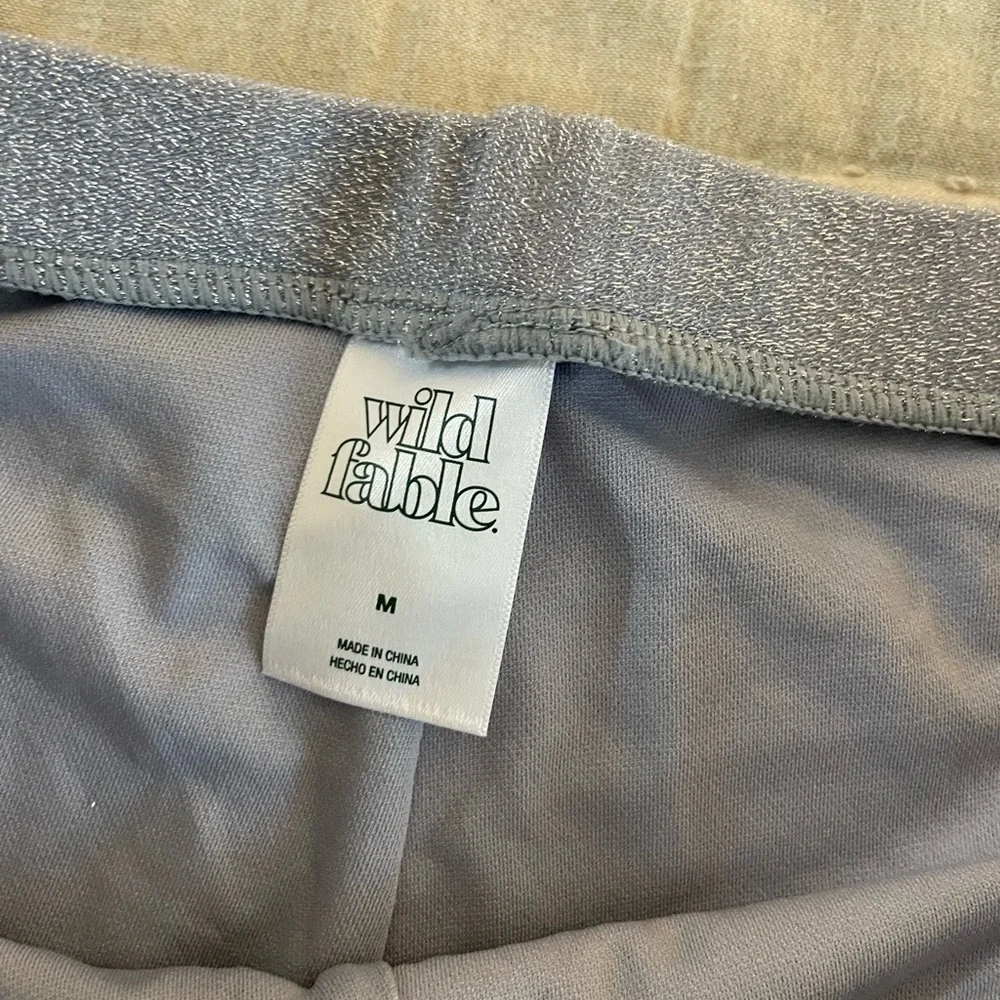 wild
fable.
M
MADE IN CHINA
HECHO EN CHINA